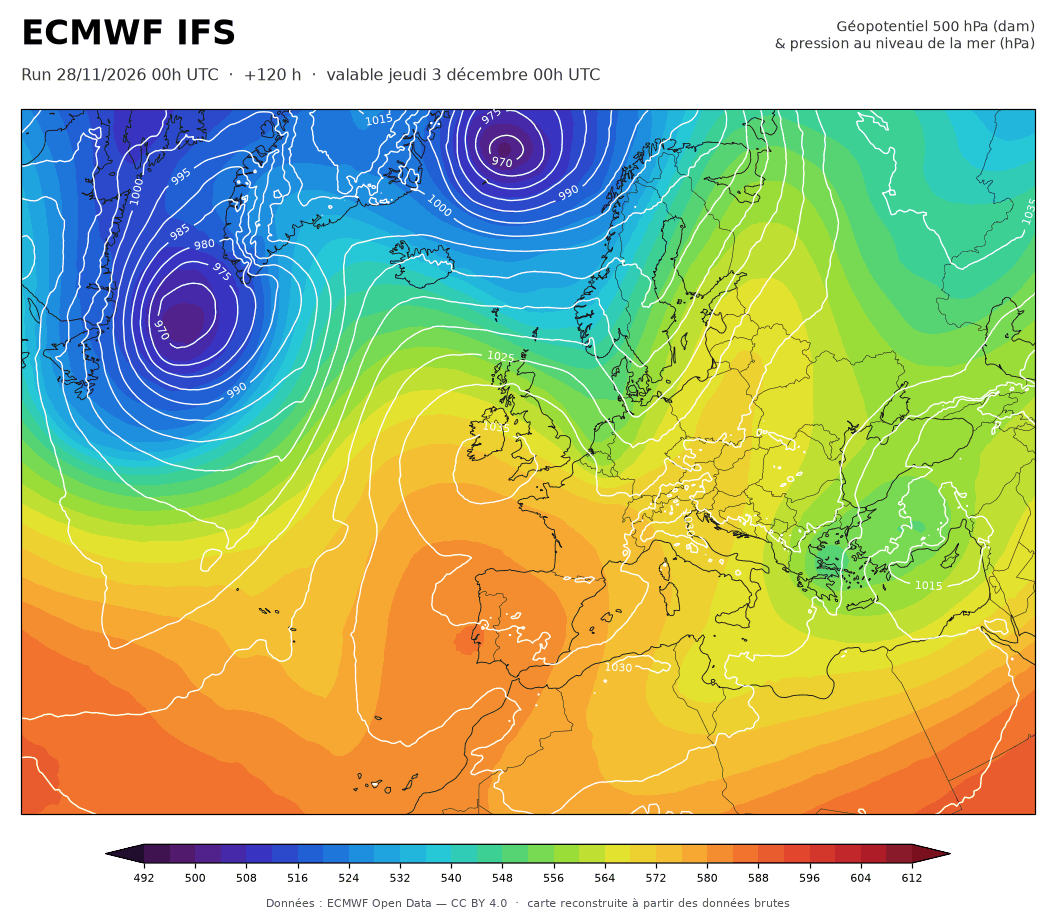 ECMWF IFS
Géopotentiel 500 hPa (dam)
& pression au niveau de la mer (hPa)
Run 28/11/2026 00h UTC · +120 h · valable jeudi 3 décembre 00h UTC
975
1015
970
995
1000
990
1000
1035
985
980
975
970
1025
990
1035
1015
1030
492 500 508 516 524 532 540 548 556 564 572 580 588 596 604 612
Données : ECMWF Open Data — CC BY 4.0 · carte reconstruite à partir des données brutes